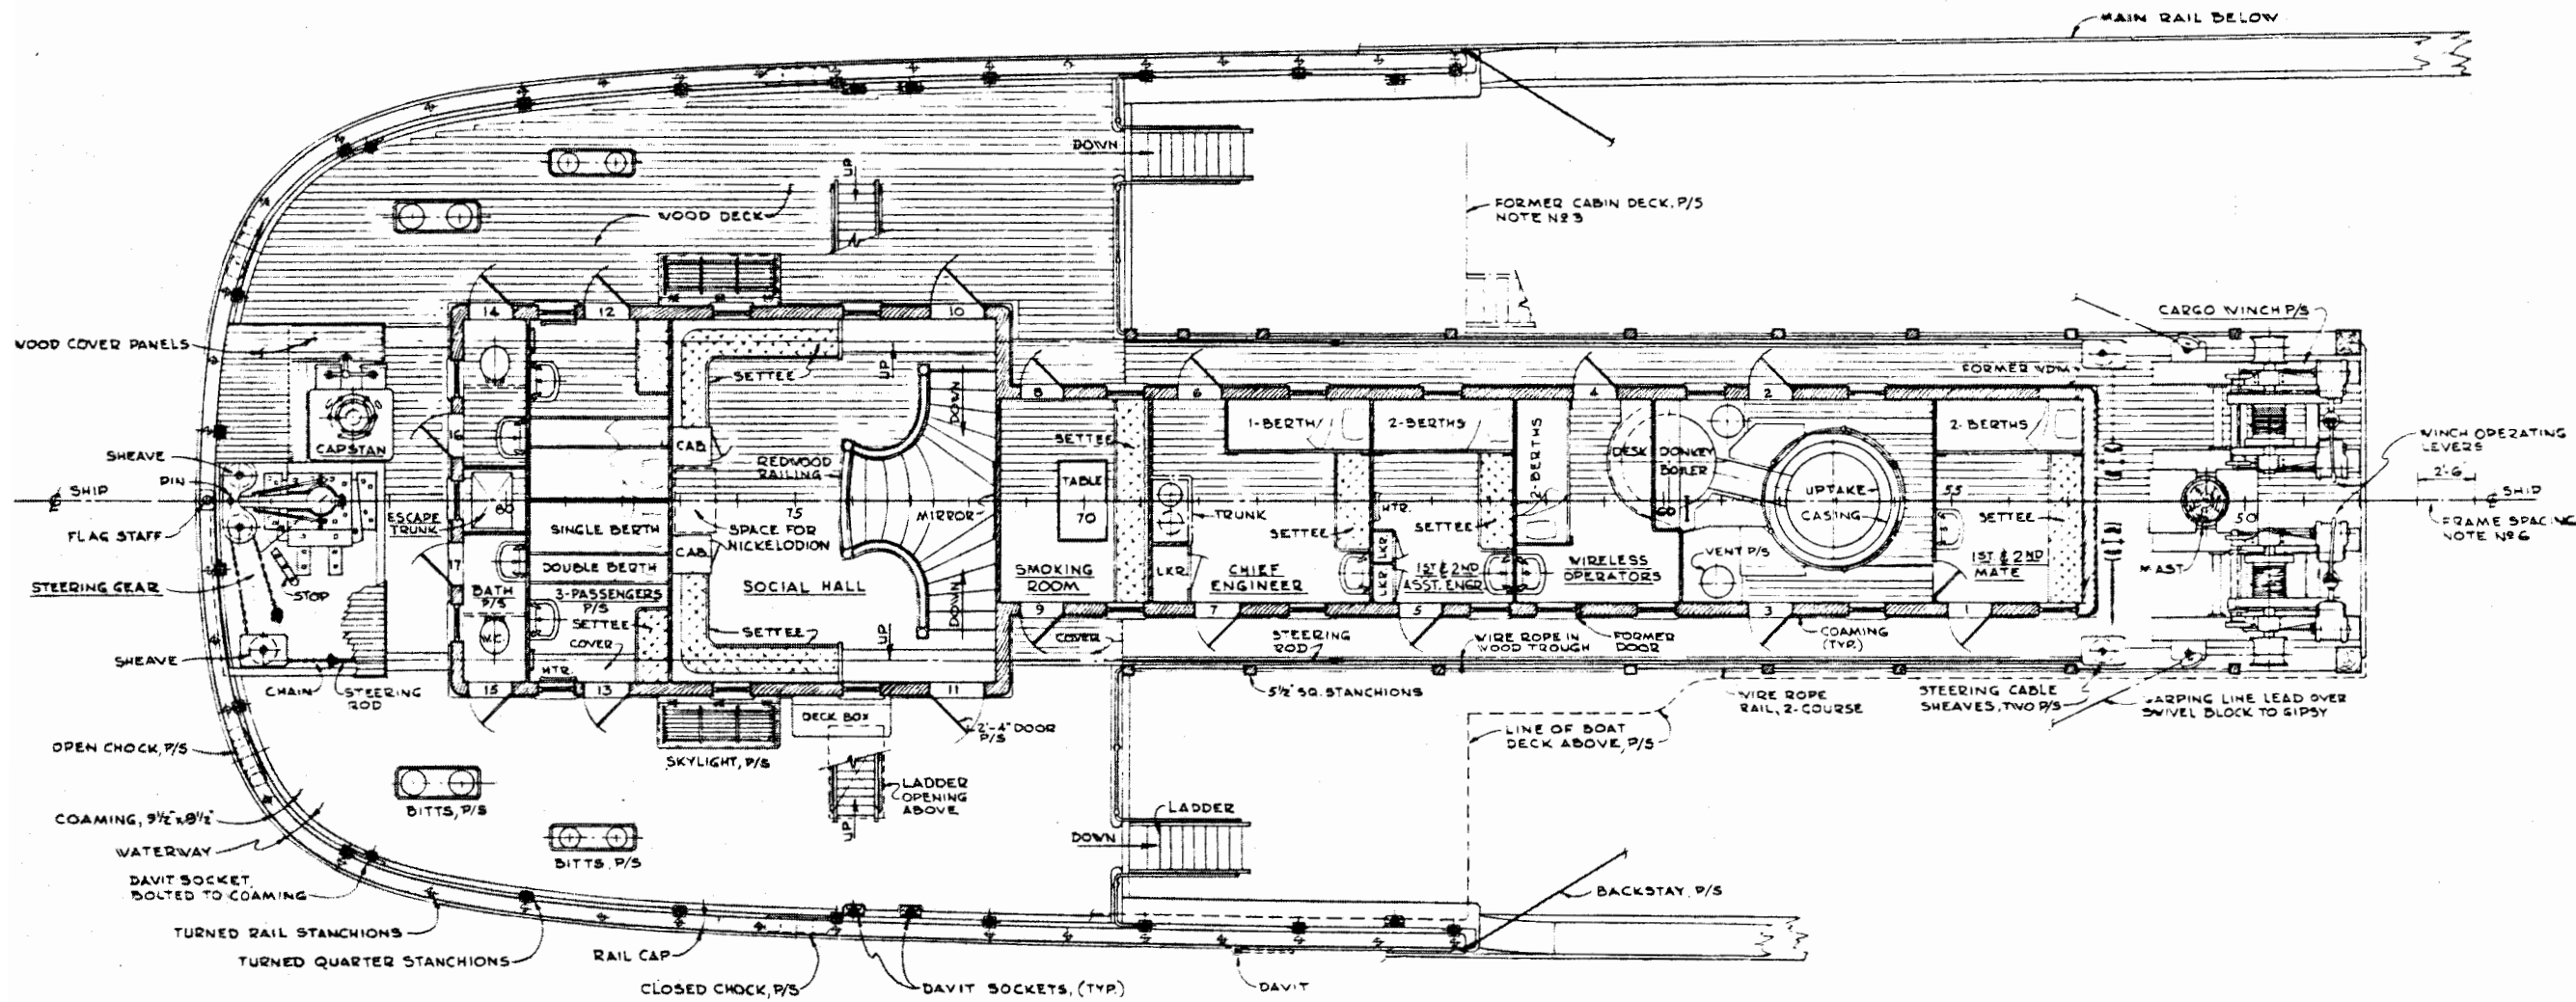 MAIN RAIL BELOW
DOWN
UP
WOOD DECK
FORMER CABIN DECK, P/S
NOTE Nº 3
14
12
10
CARGO WINCH P/S
WOOD COVER PANELS
SETTEE
UP
DOWN
8
6
4
2
FORMER WDM
CAPSTAN
16
CAB.
REDWOOD
RAILING
SETTEE
1-BERTH
2-BERTHS
2-BERTHS
DESK
DONKEY
BOILER
2-BERTHS
WINCH OPERATING
LEVERS
2'-6"
SHEAVE
PIN
SHIP
FLAG STAFF
ESCAPE
TRUNK
80
SINGLE BERTH
DOUBLE BERTH
3-PASSENGERS
P/S
75
SPACE FOR
NICKELODION
CAB.
MIRROR
TABLE
70
TRUNK
SETTEE
HTR.
SETTEE
60
UPTAKE
CASING
55
SETTEE
50
SHIP
FRAME SPACING
NOTE Nº 6
MAST
STEERING GEAR
STOP
17
BATH
P/S
W.C.
SETTEE
COVER
HTR.
SOCIAL HALL
SETTEE
DOWN
UP
SMOKING
ROOM
LKR
CHIEF
ENGINEER
LKR
LKR
1ST & 2ND
ASST. ENGR
WIRELESS
OPERATORS
VENT P/S
1ST & 2ND
MATE
SHEAVE
CHAIN
STEERING
ROD
15
13
11
9
7
5
3
1
COVER
STEERING
ROD
WIRE ROPE IN
WOOD TROUGH
FORMER
DOOR
COAMING
(TYP.)
DECK BOX
2'-4" DOOR
P/S
5½" SQ. STANCHIONS
WIRE ROPE
RAIL, 2-COURSE
STEERING CABLE
SHEAVES, TWO P/S
WARPING LINE LEAD OVER
SWIVEL BLOCK TO GIPSY
OPEN CHOCK, P/S
SKYLIGHT, P/S
LINE OF BOAT
DECK ABOVE, P/S
BITTS, P/S
LADDER
OPENING
ABOVE
UP
LADDER
DOWN
COAMING, 9½" x 9½"
WATERWAY
BITTS, P/S
DAVIT SOCKET
BOLTED TO COAMING
BACKSTAY, P/S
TURNED RAIL STANCHIONS
TURNED QUARTER STANCHIONS
RAIL CAP
CLOSED CHOCK, P/S
DAVIT SOCKETS, (TYP.)
DAVIT